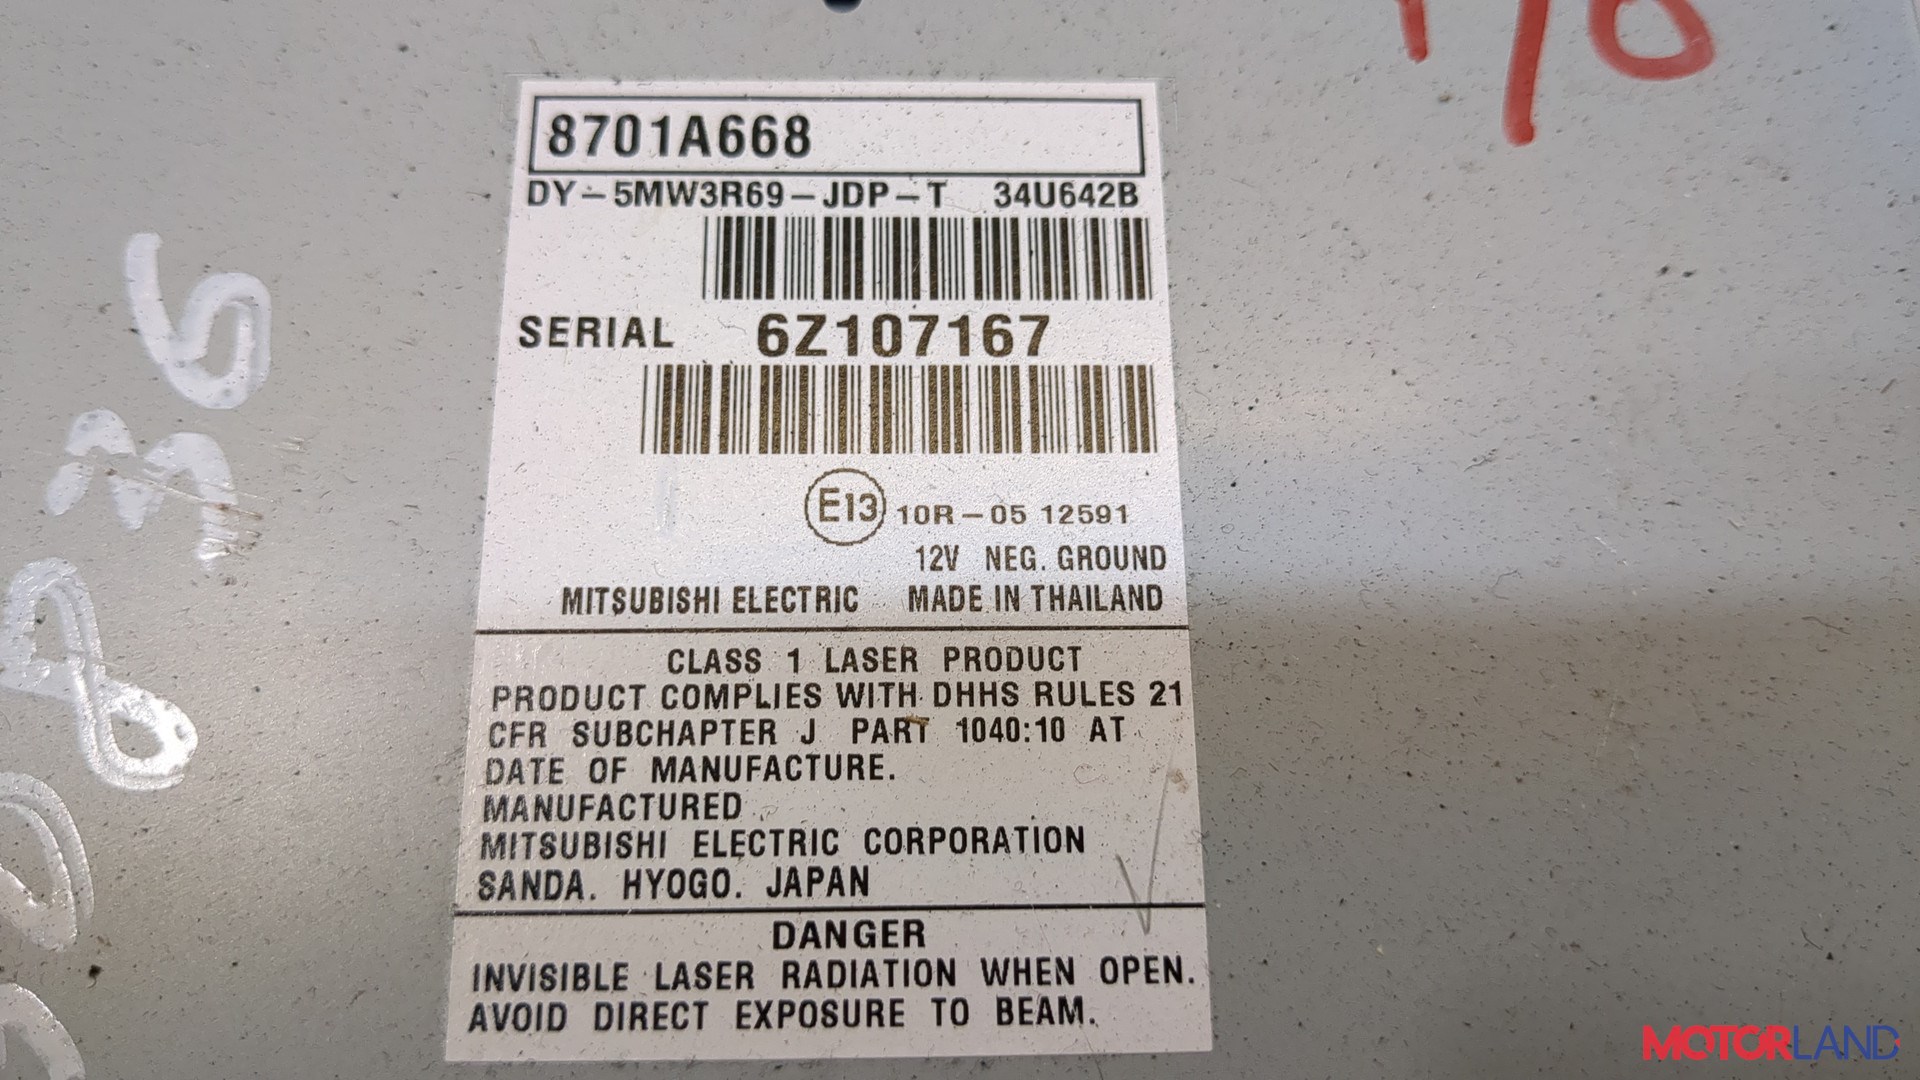 8701A668
DY-5MW3R69-JDP-T 34U642B
SERIAL 6Z107167
E13 10R-05 12591
12V NEG. GROUND
MITSUBISHI ELECTRIC MADE IN THAILAND
CLASS 1 LASER PRODUCT
PRODUCT COMPLIES WITH DHHS RULES 21
CFR SUBCHAPTER J PART 1040:10 AT
DATE OF MANUFACTURE.
MANUFACTURED
MITSUBISHI ELECTRIC CORPORATION
SANDA. HYOGO. JAPAN
DANGER
INVISIBLE LASER RADIATION WHEN OPEN.
AVOID DIRECT EXPOSURE TO BEAM.
MOTORLAND